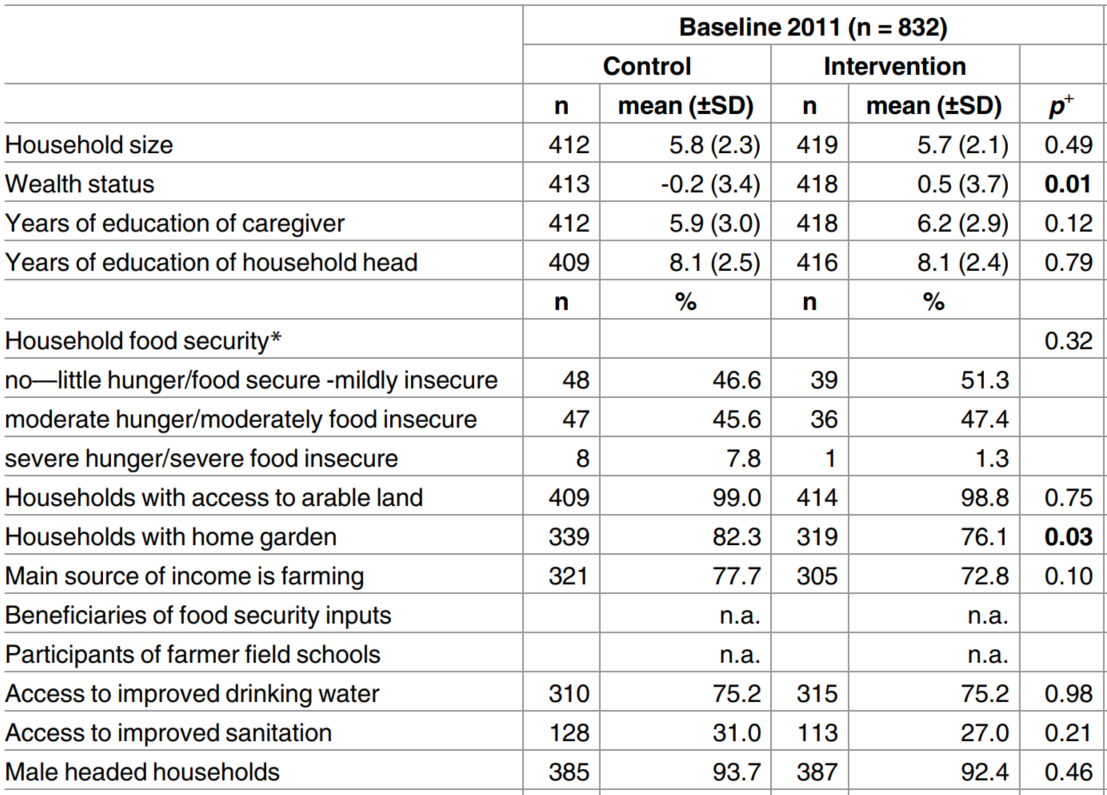 Baseline 2011 (n = 832)
Control Intervention
n mean (±SD) n mean (±SD) p+
Household size 412 5.8 (2.3) 419 5.7 (2.1) 0.49
Wealth status 413 -0.2 (3.4) 418 0.5 (3.7) 0.01
Years of education of caregiver 412 5.9 (3.0) 418 6.2 (2.9) 0.12
Years of education of household head 409 8.1 (2.5) 416 8.1 (2.4) 0.79
n % n %
Household food security* 0.32
no—little hunger/food secure -mildly insecure 48 46.6 39 51.3
moderate hunger/moderately food insecure 47 45.6 36 47.4
severe hunger/severe food insecure 8 7.8 1 1.3
Households with access to arable land 409 99.0 414 98.8 0.75
Households with home garden 339 82.3 319 76.1 0.03
Main source of income is farming 321 77.7 305 72.8 0.10
Beneficiaries of food security inputs n.a. n.a.
Participants of farmer field schools n.a. n.a.
Access to improved drinking water 310 75.2 315 75.2 0.98
Access to improved sanitation 128 31.0 113 27.0 0.21
Male headed households 385 93.7 387 92.4 0.46